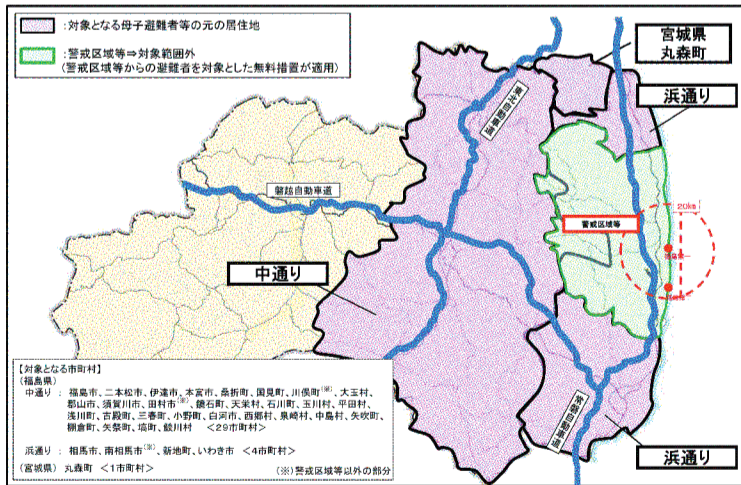 ：対象となる母子避難者等の元の居住地
：警戒区域等⇒対象範囲外
（警戒区域等からの避難者を対象とした無料措置が適用）
宮城県
丸森町
浜通り
東北自動車道
磐越自動車道
20km
警戒区域等
中通り
常磐自動車道
浜通り
【対象となる市町村】
（福島県）
中通り： 福島市、二本松市、伊達市、本宮市、桑折町、国見町、川俣町(※)、大玉村、
郡山市、須賀川市、田村市(※)、鏡石町、天栄村、石川町、玉川村、平田村、
浅川町、古殿町、三春町、小野町、白河市、西郷村、泉崎村、中島村、矢吹町、
棚倉町、矢祭町、塙町、鮫川村 ＜29市町村＞
浜通り： 相馬市、南相馬市(※)、新地町、いわき市 ＜4市町村＞
（宮城県） 丸森町 ＜1市町村＞
(※)警戒区域等以外の部分